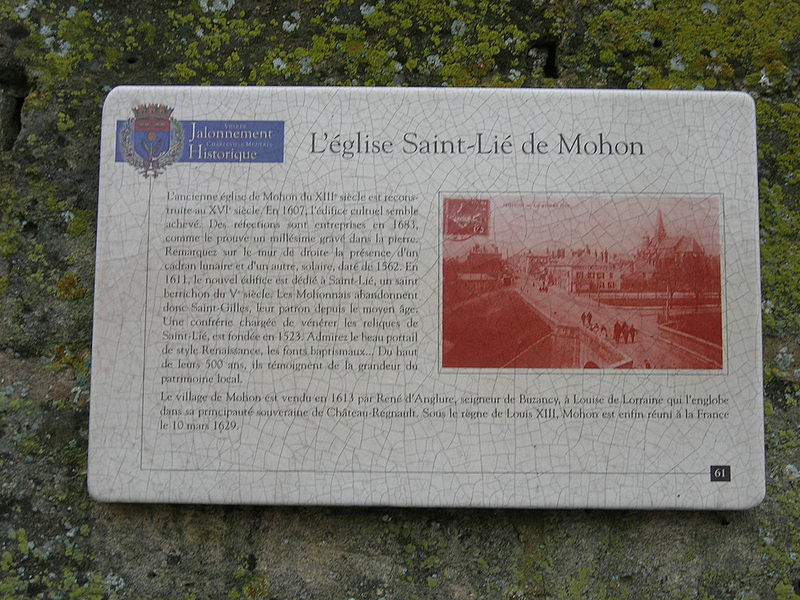 VILLE DE
Jalonnement
CHARLEVILLE-MÉZIÈRES
Historique
L'église Saint-Lié de Mohon
L'ancienne église de Mohon du XIIIe siècle est recons-
truite au XVIe siècle. En 1607, l'édifice cultuel semble
achevé. Des réfections sont entreprises en 1683,
comme le prouve un millésime gravé dans la pierre.
Remarquez sur le mur de droite la présence d'un
cadran lunaire et d'un autre, solaire, daté de 1562. En
1611, le nouvel édifice est dédié à Saint-Lié, un saint
berrichon du Ve siècle. Les Mohonnais abandonnent
donc Saint-Gilles, leur patron depuis le moyen âge.
Une confrérie chargée de vénérer les reliques de
Saint-Lié, est fondée en 1523. Admirez le beau portail
de style Renaissance, les fonts baptismaux... Du haut
de leurs 500 ans, ils témoignent de la grandeur du
patrimoine local.
Le village de Mohon est vendu en 1613 par René d'Anglure, seigneur de Buzancy, à Louise de Lorraine qui l'englobe
dans sa principauté souveraine de Château-Regnault. Sous le règne de Louis XIII, Mohon est enfin réuni à la France
le 10 mars 1629.
61